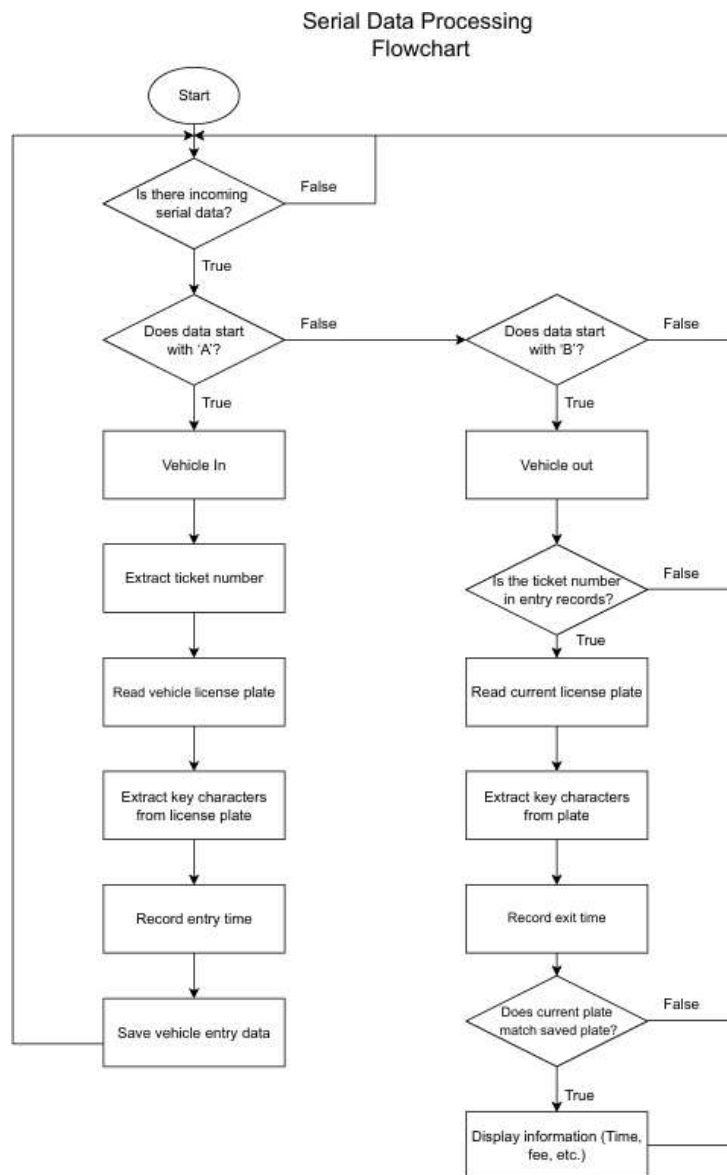 Serial Data Processing
Flowchart
Start
Is there incoming
serial data?
False
True
Does data start
with ‘A’?
False
Does data start
with ‘B’?
False
True
True
Vehicle In
Vehicle out
Extract ticket number
Is the ticket number
in entry records?
False
True
Read vehicle license plate
Read current license plate
Extract key characters
from license plate
Extract key characters
from plate
Record entry time
Record exit time
Save vehicle entry data
Does current plate
match saved plate?
False
True
Display information (Time,
fee, etc.)